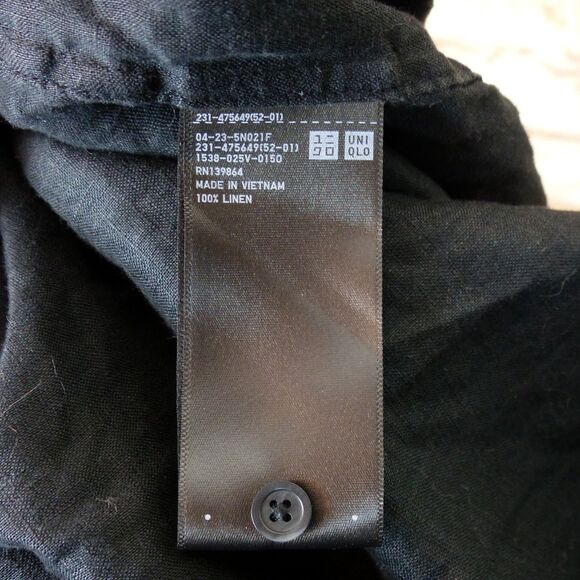 231-475649(52-01)
04-23-5N021F
231-475649(52-01)
1538-025V-0150
RN139864
MADE IN VIETNAM
100% LINEN
ユニ
クロ
UNI
QLO